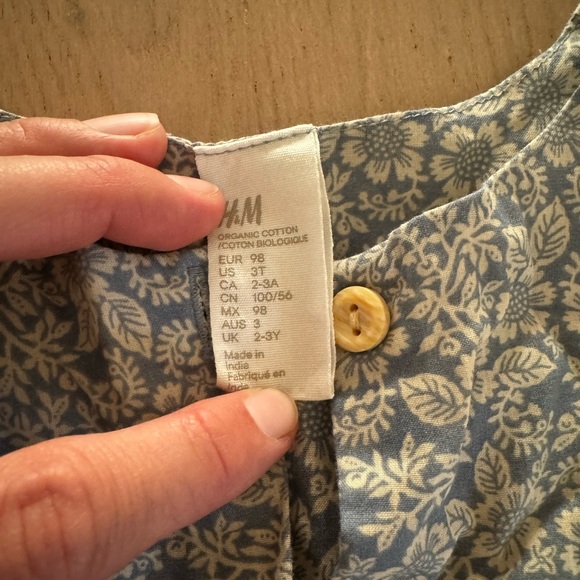 H&M
ORGANIC COTTON
/COTON BIOLOGIQUE
EUR 98
US 3T
CA 2-3A
CN 100/56
MX 98
AUS 3
UK 2-3Y
Made in
India
Fabriqué en
Inde